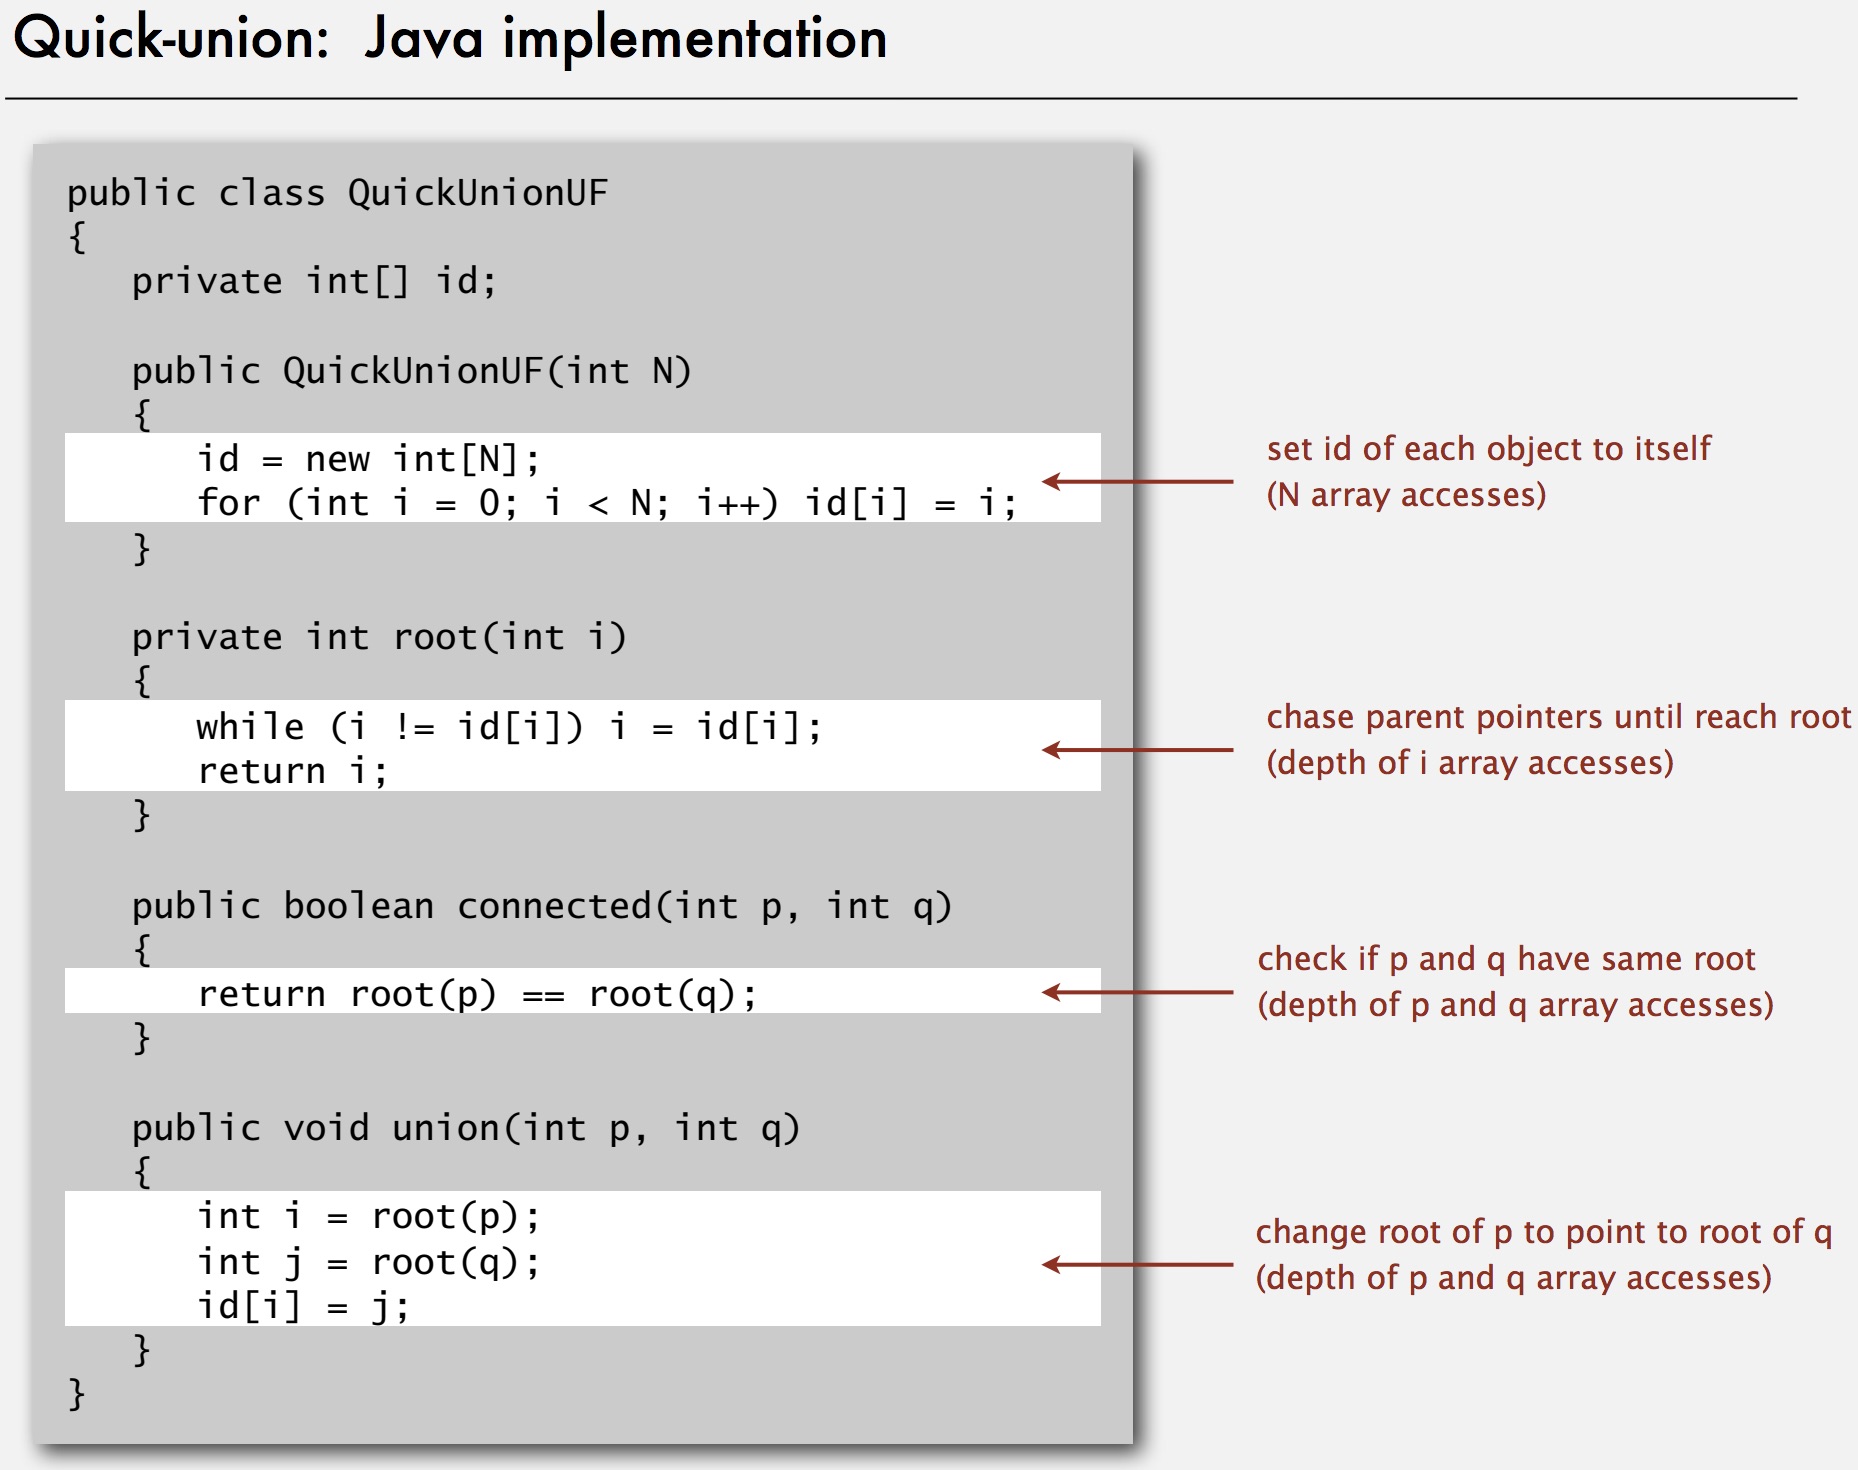 Quick-union: Java implementation
public class QuickUnionUF
{
private int[] id;
public QuickUnionUF(int N)
{
id = new int[N];
for (int i = 0; i < N; i++) id[i] = i;
set id of each object to itself
(N array accesses)
}
private int root(int i)
{
while (i != id[i]) i = id[i];
return i;
chase parent pointers until reach root
(depth of i array accesses)
}
public boolean connected(int p, int q)
{
return root(p) == root(q);
check if p and q have same root
(depth of p and q array accesses)
}
public void union(int p, int q)
{
int i = root(p);
int j = root(q);
id[i] = j;
change root of p to point to root of q
(depth of p and q array accesses)
}
}